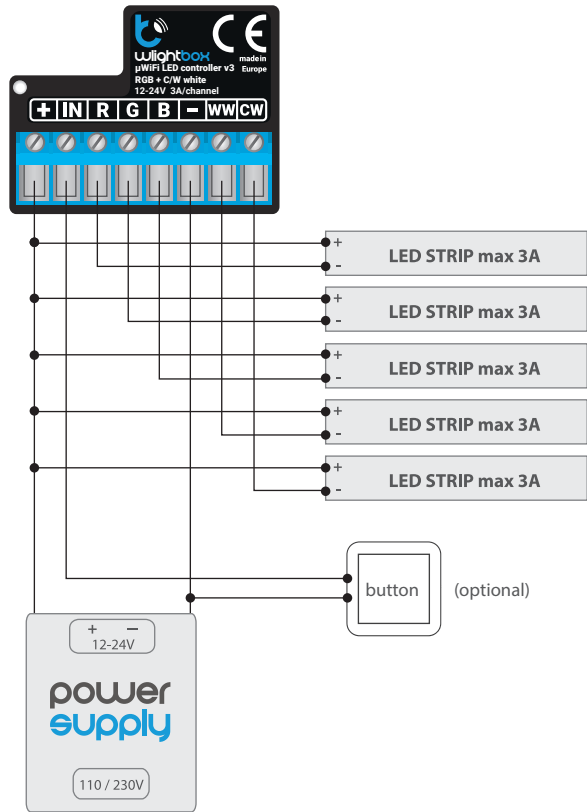 CE
wlightbox
made in
µWiFi LED controller v3
Europe
RGB + C/W white
12-24V 3A/channel
+ IN R G B - WW CW
+
LED STRIP max 3A
-
+
LED STRIP max 3A
-
+
LED STRIP max 3A
-
+
LED STRIP max 3A
-
+
LED STRIP max 3A
-
button
(optional)
+ −
12-24V
power
supply
110 / 230V